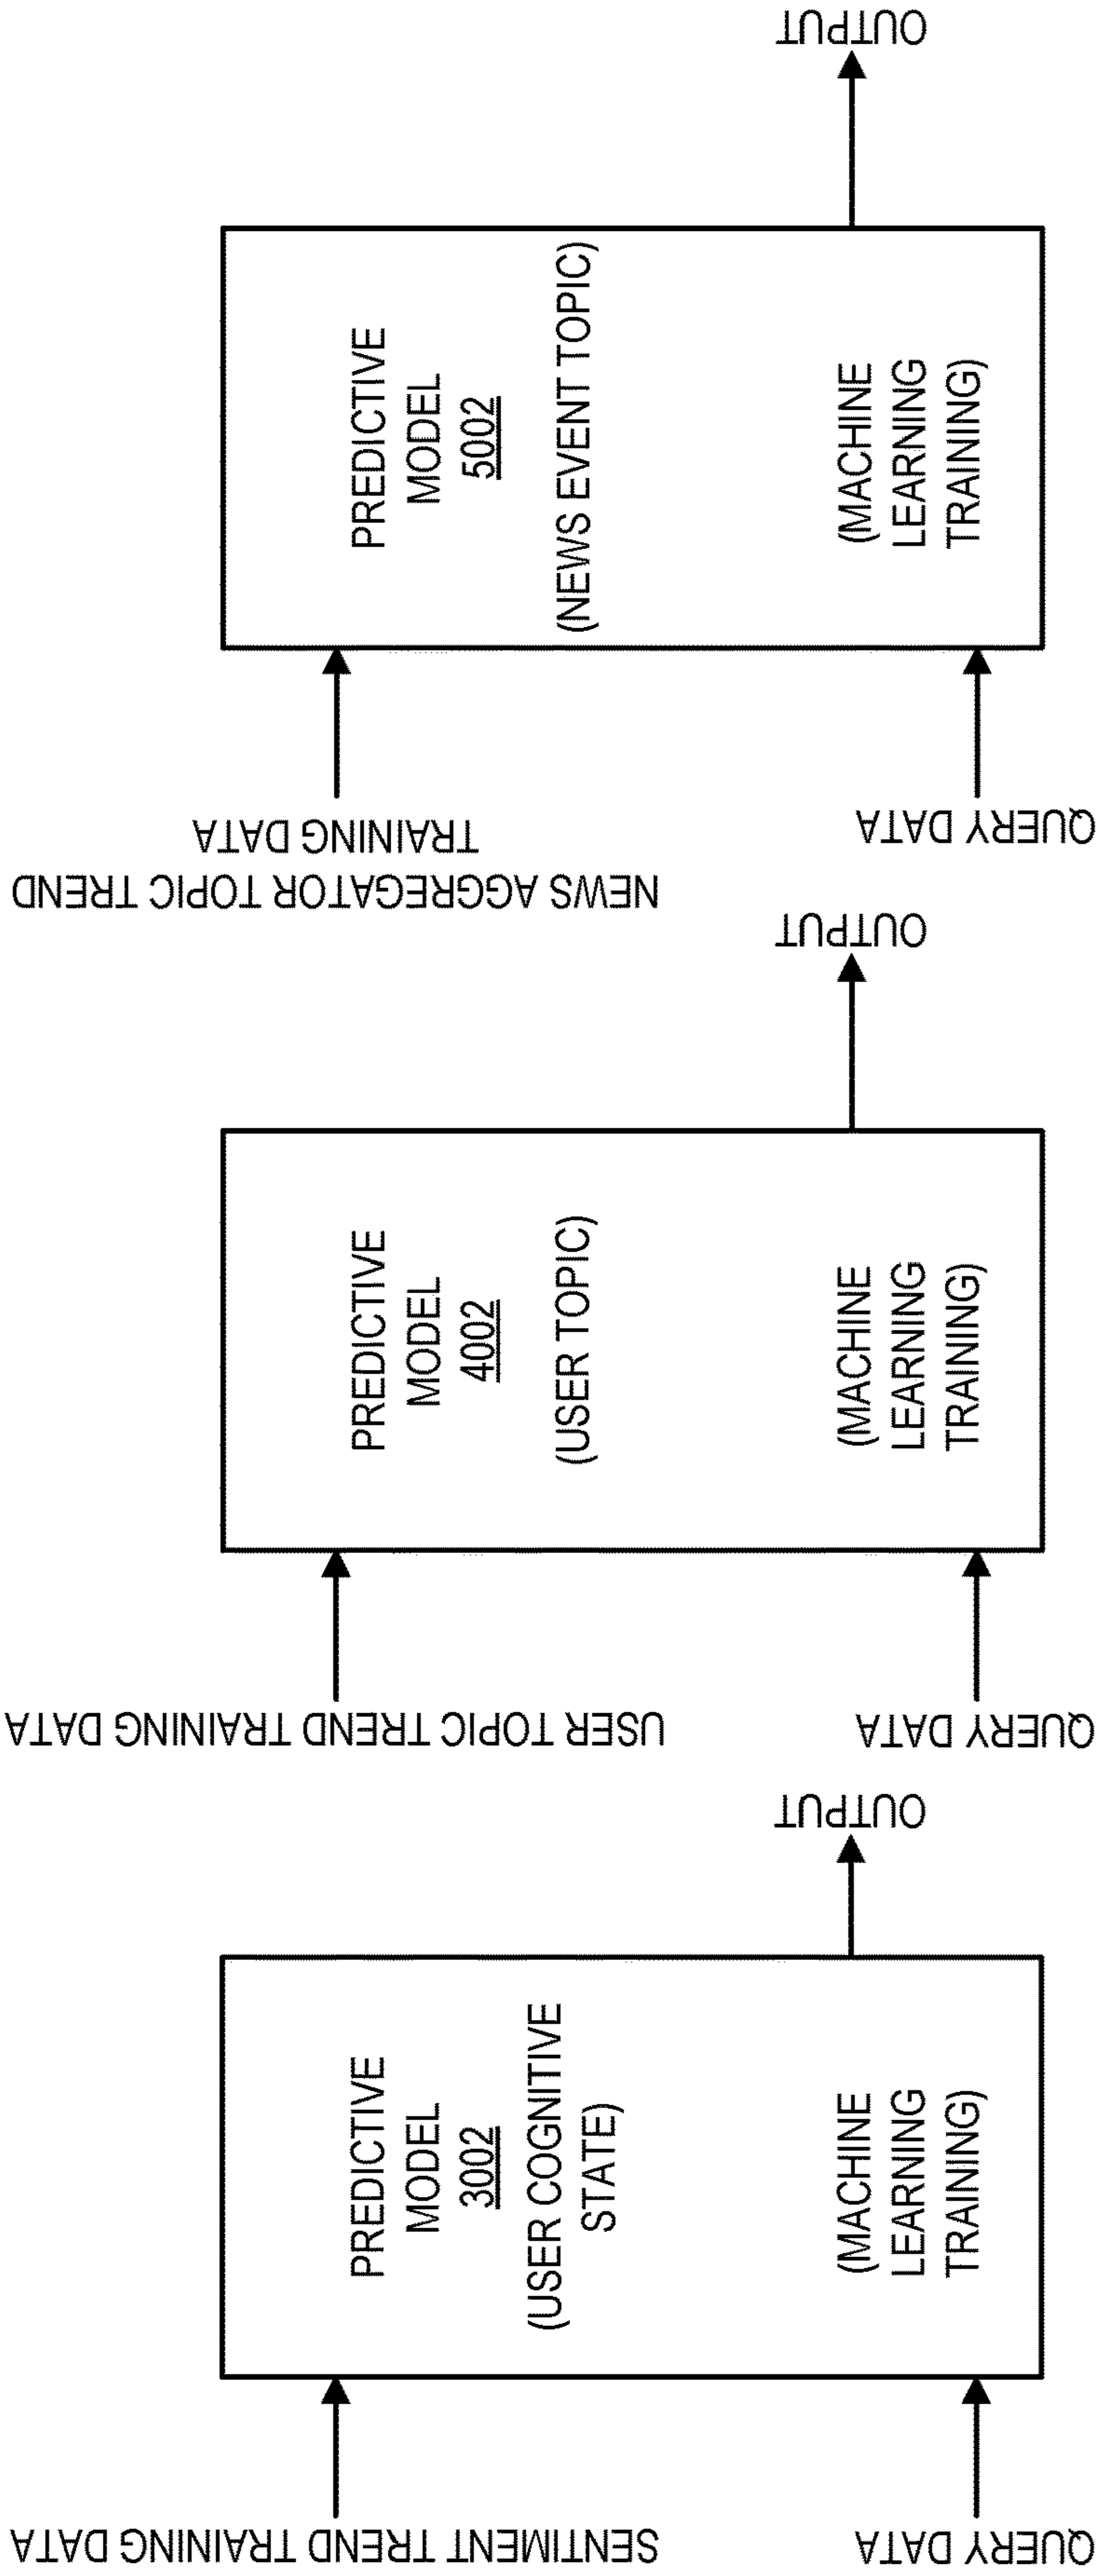 SENTIMENT TREND TRAINING DATA
QUERY DATA
PREDICTIVE
MODEL
3002
(USER COGNITIVE
STATE)
(MACHINE
LEARNING
TRAINING)
OUTPUT
USER TOPIC TREND TRAINING DATA
QUERY DATA
PREDICTIVE
MODEL
4002
(USER TOPIC)
(MACHINE
LEARNING
TRAINING)
OUTPUT
NEWS AGGREGATOR TOPIC TREND
TRAINING DATA
QUERY DATA
PREDICTIVE
MODEL
5002
(NEWS EVENT TOPIC)
(MACHINE
LEARNING
TRAINING)
OUTPUT